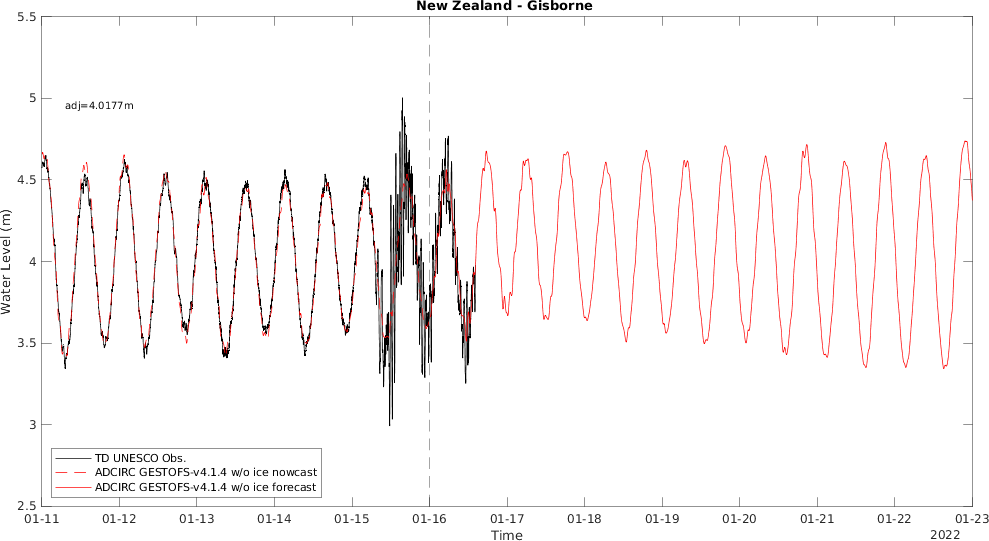 New Zealand - Gisborne
5.5
5
4.5
4
3.5
3
2.5
Water Level (m)
adj=4.0177m
TD UNESCO Obs.
ADCIRC GESTOFS-v4.1.4 w/o ice nowcast
ADCIRC GESTOFS-v4.1.4 w/o ice forecast
01-11 01-12 01-13 01-14 01-15 01-16 01-17 01-18 01-19 01-20 01-21 01-22 01-23
Time
2022